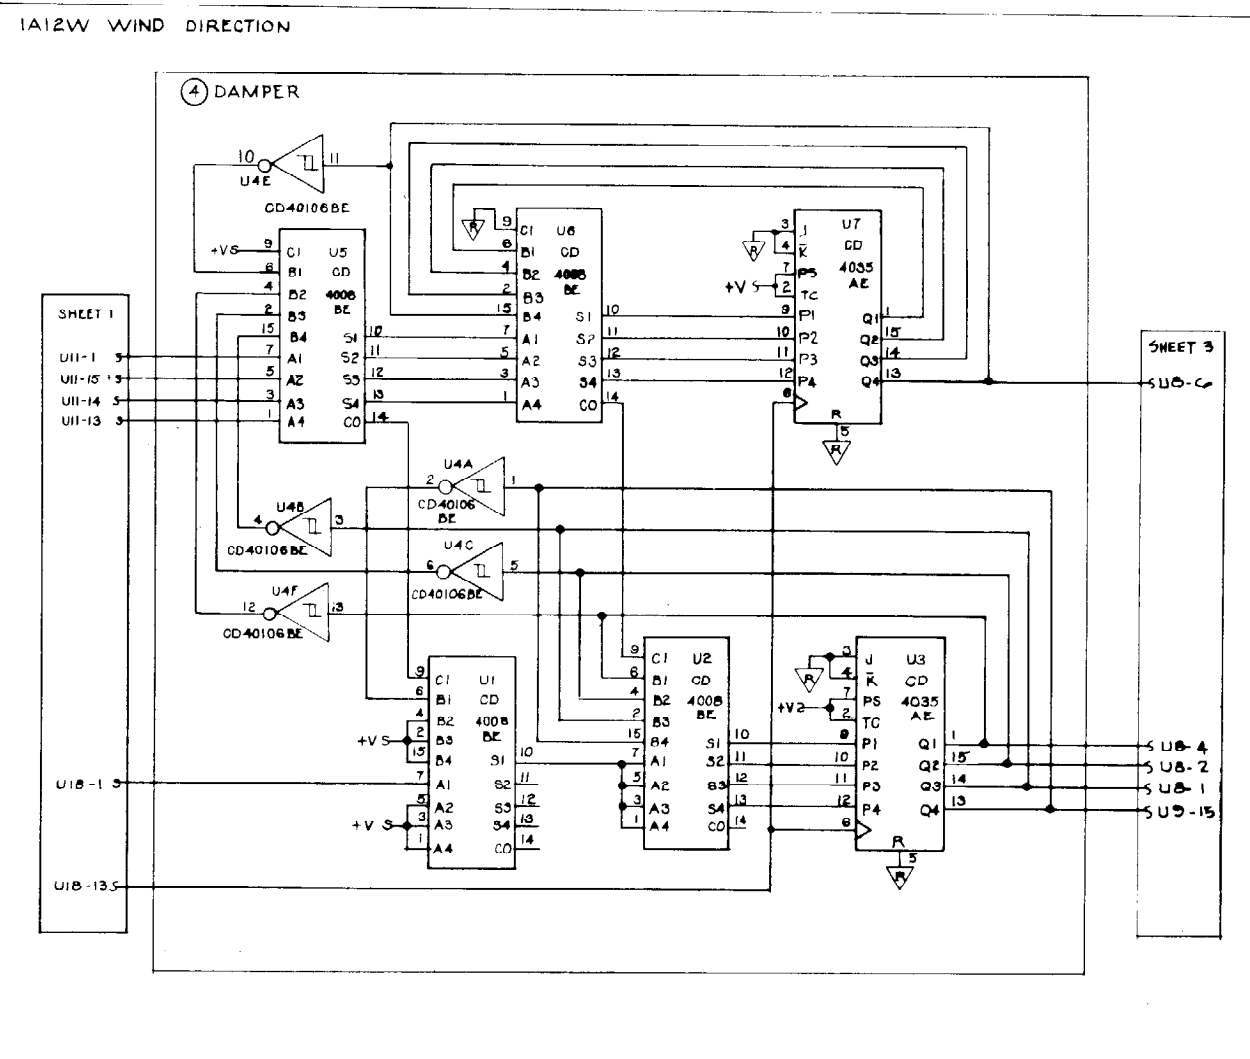 1A12W WIND DIRECTION
4 DAMPER
10 11
U4E
CD40106BE
SHEET 1
U11-1
U11-15
U11-14
U11-13
U18-1
U18-13
+V
9 C1 U5
6 B1 CD
4 B2 4008
2 B3 BE
15 B4 S1 10
7 A1 S2 11
5 A2 S3 12
3 A3 S4 13
1 A4 CO 14
R
9 C1 U6
6 B1 CD
4 B2 4008
2 B3 BE
15 B4 S1 10
7 A1 S2 11
5 A2 S3 12
3 A3 S4 13
1 A4 CO 14
R
+V
3 J U7
4 K CD
7 PS 4035
2 TC AE
9 P1 Q1 1
10 P2 Q2 15
11 P3 Q3 14
12 P4 Q4 13
6
R
5
R
U4A
2 1
CD40106
BE
U4B
4 3
CD40106BE
U4C
6 5
CD40106BE
U4F
12 13
CD40106BE
9 C1 U1
6 B1 CD
4 B2 4008
2 B3 BE
15 B4 S1 10
7 A1 S2 11
5 A2 S3 12
3 A3 S4 13
1 A4 CO 14
+V
+V
9 C1 U2
6 B1 CD
4 B2 4008
2 B3 BE
15 B4 S1 10
7 A1 S2 11
5 A2 S3 12
3 A3 S4 13
1 A4 CO 14
R
+V
3 J U3
4 K CD
7 PS 4035
2 TC AE
9 P1 Q1 1
10 P2 Q2 15
11 P3 Q3 14
12 P4 Q4 13
6
R
5
R
SHEET 3
U8-6
U8-4
U8-2
U8-1
U9-15